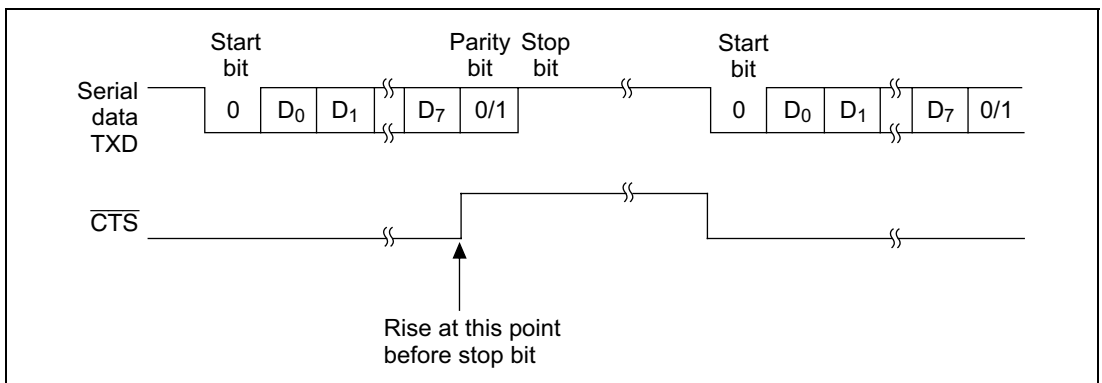 Start
bit
Parity
bit
Stop
bit
Start
bit
Serial
data
TXD
0 D0 D1 D7 0/1 0 D0 D1 D7 0/1
CTS
Rise at this point
before stop bit